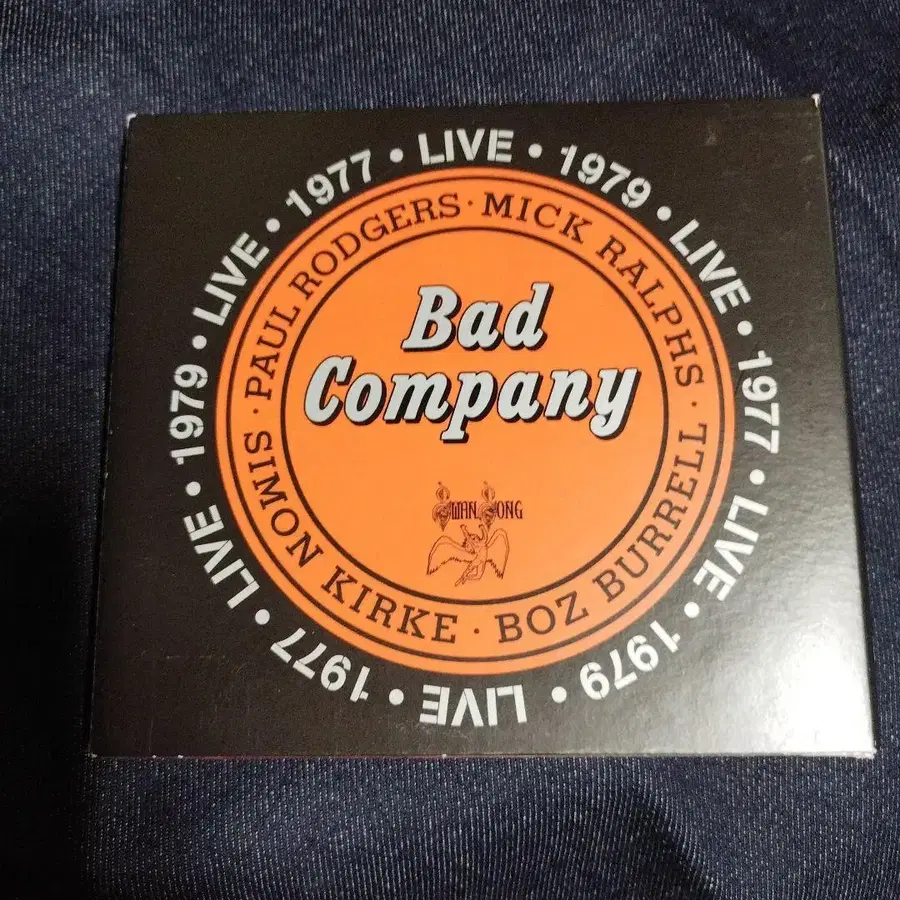 Bad
Company
SWAN SONG
PAUL RODGERS · MICK RALPHS · BOZ BURRELL · SIMON KIRKE ·
LIVE • 1979 • LIVE • 1977 • LIVE • 1979 • LIVE • 1977 • LIVE • 1979 • LIVE • 1977 •